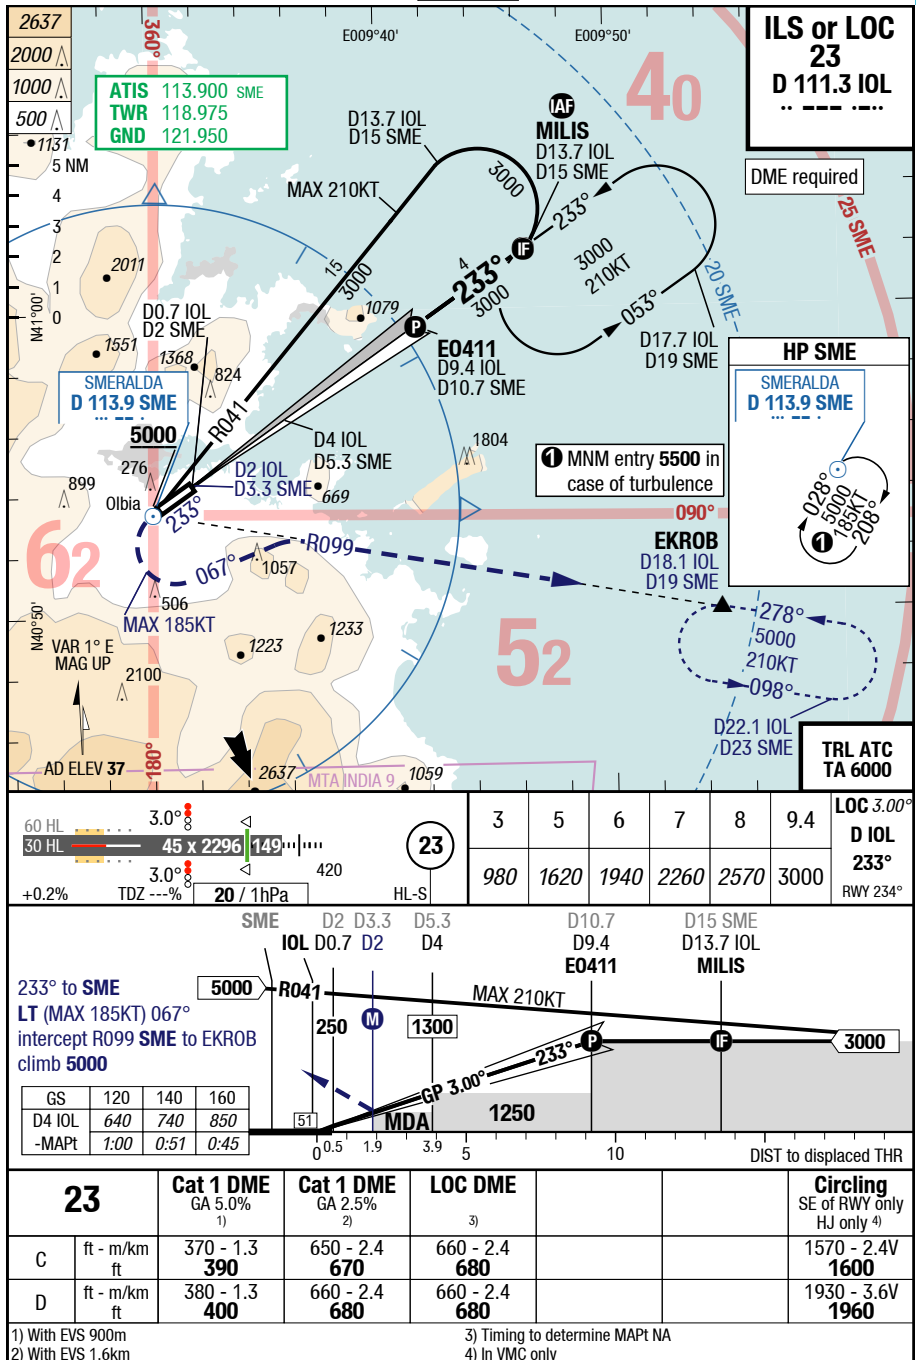 2637
2000
1000
500
360°
E009°40'
E009°50'
ILS or LOC
23
D 111.3 IOL
ATIS 113.900 SME
TWR 118.975
GND 121.950
40
IAF
MILIS
D13.7 IOL
D15 SME
D13.7 IOL
D15 SME
MAX 210KT
3000
DME required
1131
5 NM
4
3
2
1
0
N41°00'
2011
1551
1368
824
15
3000
4
233°
3000
IF
233°
3000
210KT
053°
25 SME
20 SME
D17.7 IOL
D19 SME
1079
P
EO411
D9.4 IOL
D10.7 SME
D0.7 IOL
D2 SME
SMERALDA
D 113.9 SME
5000
R041
HP SME
SMERALDA
D 113.9 SME
028°
5000
185KT
208°
1
D4 IOL
D5.3 SME
1804
1 MNM entry 5500 in
case of turbulence
276
899
D2 IOL
D3.3 SME
669
Olbia
233°
090°
62
067°
R099
1057
EKROB
D18.1 IOL
D19 SME
506
MAX 185KT
N40°50'
VAR 1° E
MAG UP
1223
1233
2100
52
278°
5000
210KT
098°
D22.1 IOL
D23 SME
AD ELEV 37
180°
2637
MTA INDIA 9
1059
TRL ATC
TA 6000
60 HL
30 HL
3.0°
45 x 2296
149
3.0°
420
+0.2%
TDZ ---%
20 / 1hPa
HL-S
23
3 5 6 7 8 9.4
980 1620 1940 2260 2570 3000
LOC 3.00°
D IOL
233°
RWY 234°
SME D2 D3.3 D5.3 D10.7 D15 SME
IOL D0.7 D2 D4 D9.4 D13.7 IOL
EO411 MILIS
233° to SME
LT (MAX 185KT) 067°
intercept R099 SME to EKROB
climb 5000
5000
R041
MAX 210KT
250
M
1300
233°
P
IF
3000
GP 3.00°
51
MDA
1250
GS 120 140 160
D4 IOL 640 740 850
-MAPt 1:00 0:51 0:45
0 0.5 1.9 3.9 5 10 DIST to displaced THR
23
Cat 1 DME
GA 5.0%
1)
Cat 1 DME
GA 2.5%
2)
LOC DME
3)
Circling
SE of RWY only
HJ only 4)
C ft - m/km 370 - 1.3 650 - 2.4 660 - 2.4 1570 - 2.4V
ft 390 670 680 1600
D ft - m/km 380 - 1.3 660 - 2.4 660 - 2.4 1930 - 3.6V
ft 400 680 680 1960
1) With EVS 900m
2) With EVS 1.6km
3) Timing to determine MAPt NA
4) In VMC only